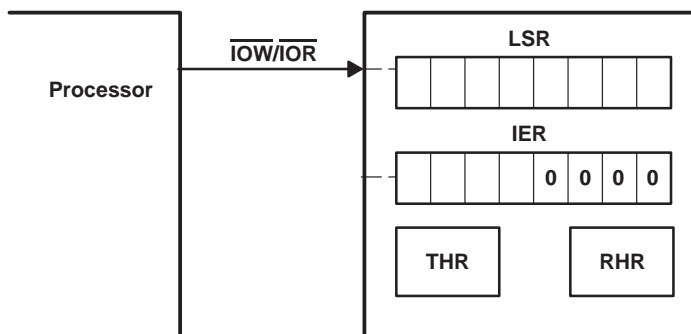 LSR
IOW/IOR
Processor
IER
0 0 0 0
THR RHR